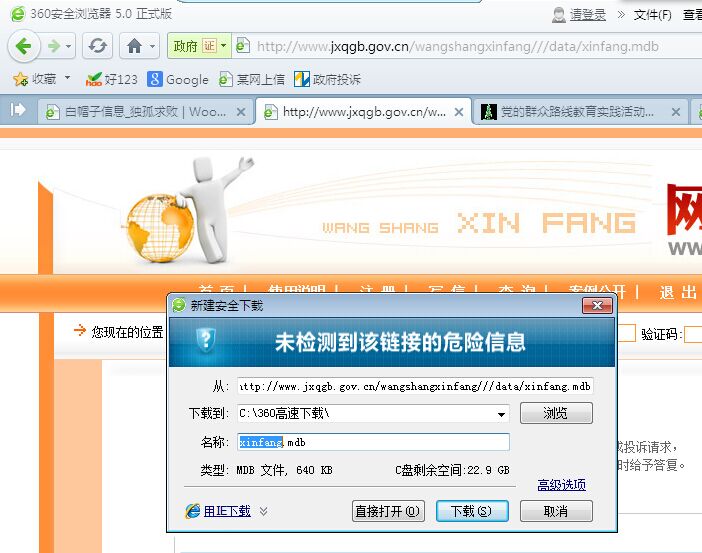 360安全浏览器 5.0 正式版
请登录 » 文件(F) 查看
政府 证 http://www.jxqgb.gov.cn/wangshangxinfang///data/xinfang.mdb
收藏 hao 好123 Google 某网上信 政府投诉
白帽子信息_独孤求败 | Woo... http://www.jxqgb.gov.cn/w... 党的群众路线教育实践活动...
WANG SHANG XIN FANG 网
www.
首 页 | 使用说明 | 注 册 | 写 信 | 查 询 | 案例公开 | 退 出
您现在的位置
验证码:
新建安全下载
未检测到该链接的危险信息
从: http://www.jxqgb.gov.cn/wangshangxinfang///data/xinfang.mdb
下载到: C:\360高速下载\ 浏览
名称: xinfang.mdb
或投诉请求，
时给予答复。
类型: MDB 文件, 640 KB C盘剩余空间:22.9 GB
高级选项
用IE下载 直接打开(O) 下载(S) 取消